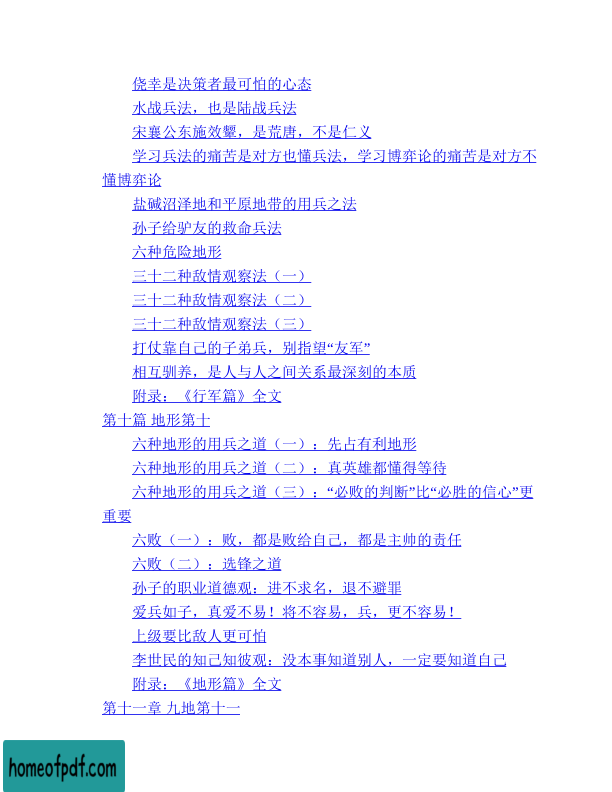 侥幸是决策者最可怕的心态
水战兵法，也是陆战兵法
宋襄公东施效颦，是荒唐，不是仁义
学习兵法的痛苦是对方也懂兵法，学习博弈论的痛苦是对方不
懂博弈论
盐碱沼泽地和平原地带的用兵之法
孙子给驴友的救命兵法
六种危险地形
三十二种敌情观察法（一）
三十二种敌情观察法（二）
三十二种敌情观察法（三）
打仗靠自己的子弟兵，别指望“友军”
相互驯养，是人与人之间关系最深刻的本质
附录：《行军篇》全文
第十篇 地形第十
六种地形的用兵之道（一）：先占有利地形
六种地形的用兵之道（二）：真英雄都懂得等待
六种地形的用兵之道（三）：“必败的判断”比“必胜的信心”更
重要
六败（一）：败，都是败给自己，都是主帅的责任
六败（二）：选锋之道
孙子的职业道德观：进不求名，退不避罪
爱兵如子，真爱不易！将不容易，兵，更不容易！
上级要比敌人更可怕
李世民的知己知彼观：没本事知道别人，一定要知道自己
附录：《地形篇》全文
第十一章 九地第十一
homeofpdf.com